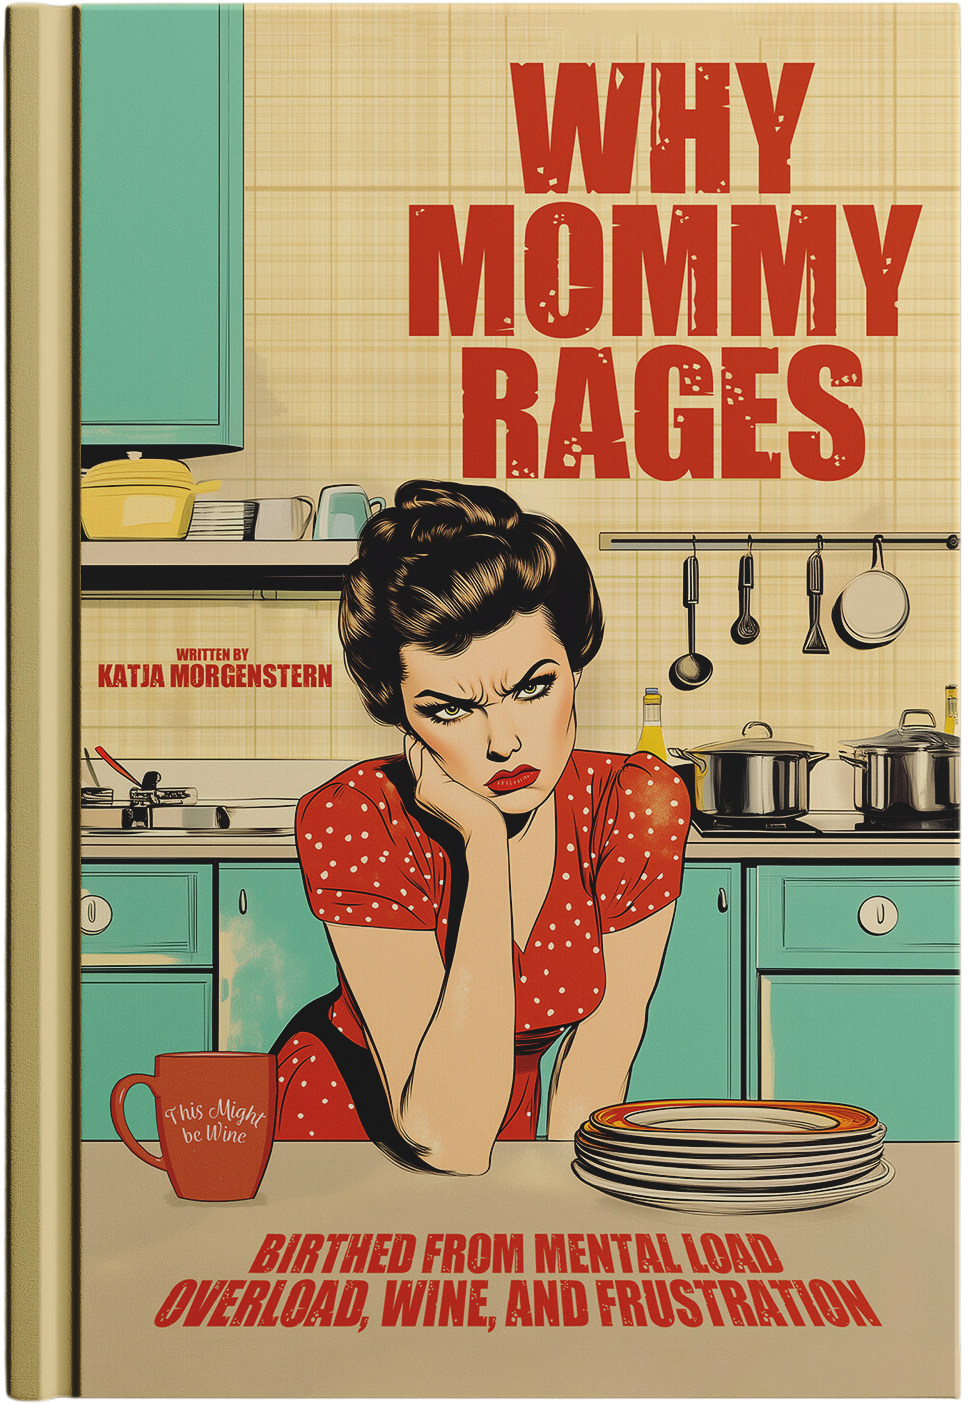 WHY
MOMMY
RAGES
WRITTEN BY
KATJA MORGENSTERN
This Might
be Wine
BIRTHED FROM MENTAL LOAD
OVERLOAD, WINE, AND FRUSTRATION